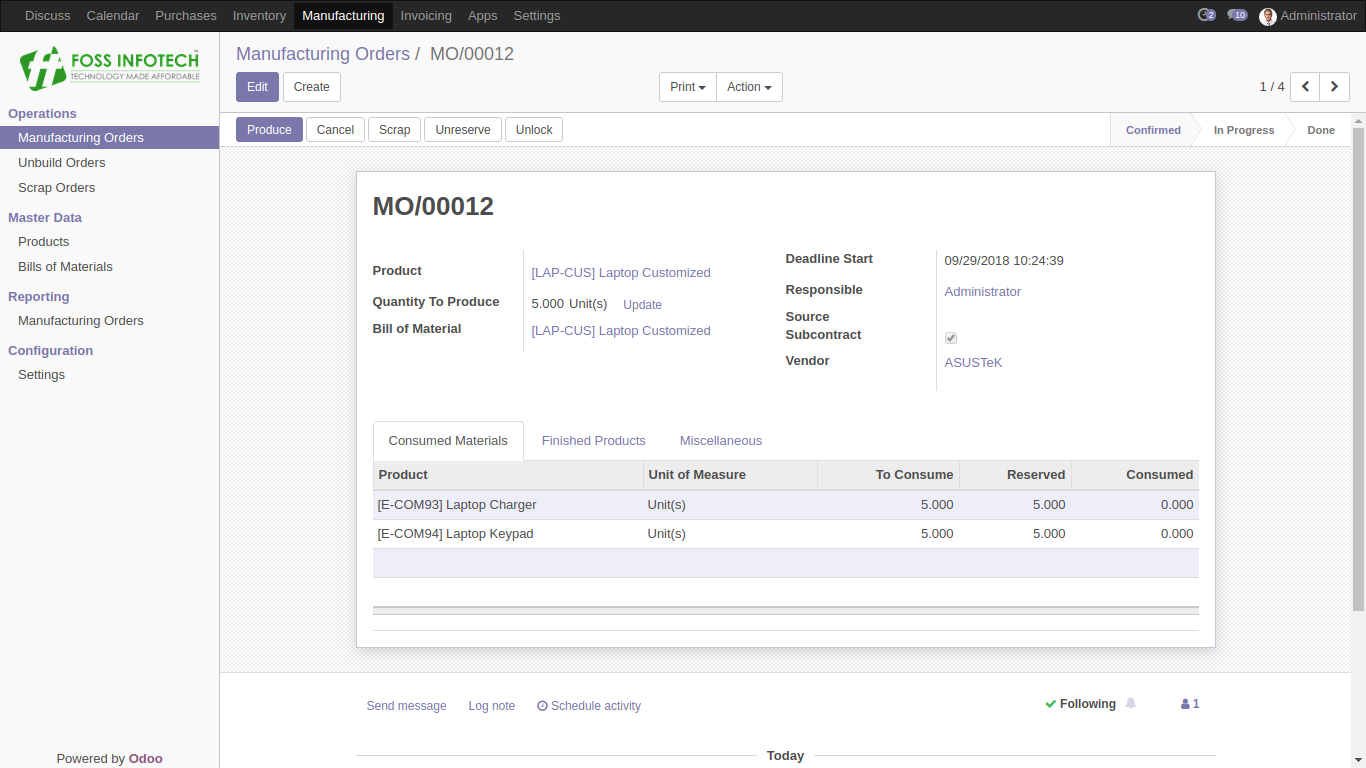 Discuss Calendar Purchases Inventory Manufacturing Invoicing Apps Settings 2 10 Administrator
FOSS INFOTECH
TECHNOLOGY MADE AFFORDABLE
Manufacturing Orders / MO/00012
Edit Create Print Action 1 / 4
Operations
Manufacturing Orders
Unbuild Orders
Scrap Orders
Master Data
Products
Bills of Materials
Reporting
Manufacturing Orders
Configuration
Settings
Powered by Odoo
Produce Cancel Scrap Unreserve Unlock Confirmed In Progress Done
MO/00012
Product [LAP-CUS] Laptop Customized
Quantity To Produce 5.000 Unit(s) Update
Bill of Material [LAP-CUS] Laptop Customized
Deadline Start 09/29/2018 10:24:39
Responsible Administrator
Source
Subcontract
Vendor ASUSTeK
Consumed Materials Finished Products Miscellaneous
Product Unit of Measure To Consume Reserved Consumed
[E-COM93] Laptop Charger Unit(s) 5.000 5.000 0.000
[E-COM94] Laptop Keypad Unit(s) 5.000 5.000 0.000
Send message Log note Schedule activity Following 1
Today